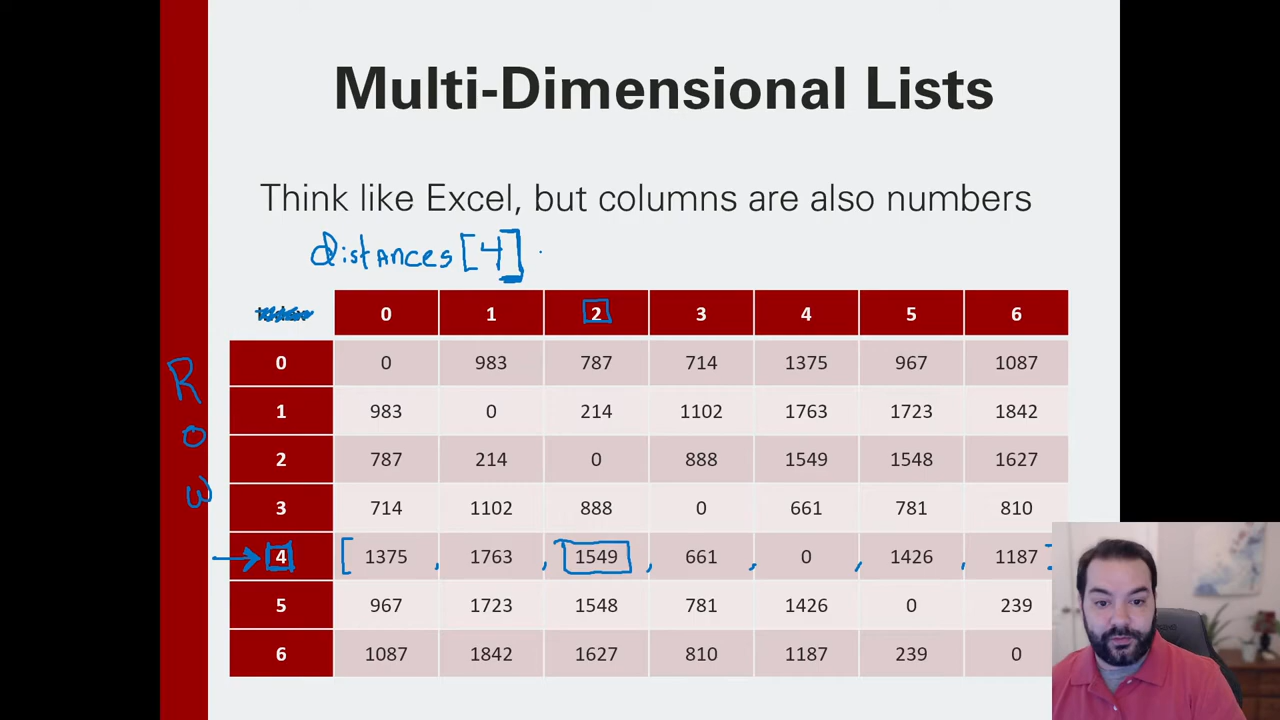 Multi-Dimensional Lists
Think like Excel, but columns are also numbers
distances[4]
0 1 2 3 4 5 6
0 0 983 787 714 1375 967 1087
1 983 0 214 1102 1763 1723 1842
2 787 214 0 888 1549 1548 1627
3 714 1102 888 0 661 781 810
4 [1375, 1763, 1549, 661, 0, 1426, 1187]
5 967 1723 1548 781 1426 0 239
6 1087 1842 1627 810 1187 239 0
Row